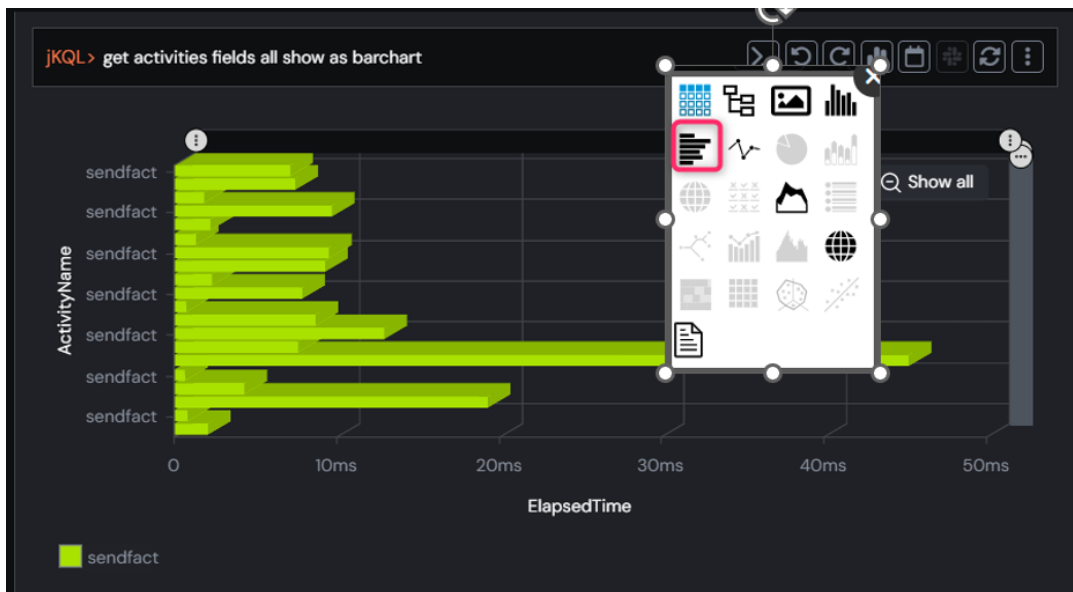 jKQL> get activities fields all show as barchart
Show all
sendfact
sendfact
sendfact
sendfact
sendfact
sendfact
sendfact
ActivityName
0 10ms 20ms 30ms 40ms 50ms
ElapsedTime
sendfact